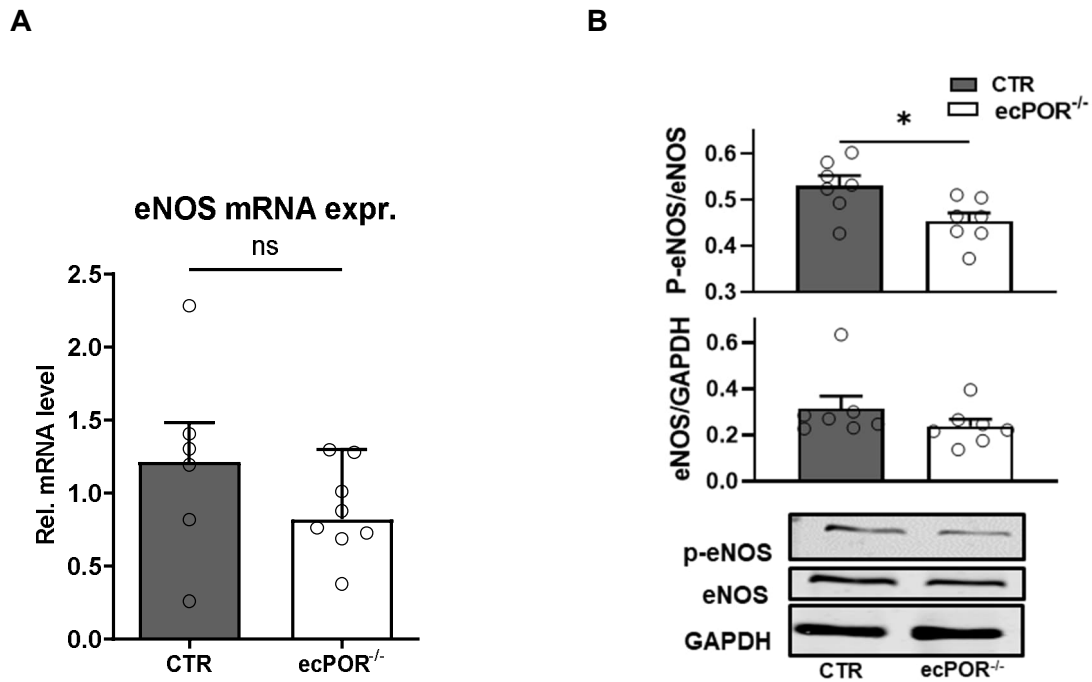 A
B
eNOS mRNA expr.
ns
2.5
2.0
1.5
1.0
0.5
0.0
Rel. mRNA level
CTR
ecPOR-/-
CTR
ecPOR-/-
*
P-eNOS/eNOS
0.6
0.5
0.4
0.3
eNOS/GAPDH
0.6
0.4
0.2
0.0
p-eNOS
eNOS
GAPDH
CTR
ecPOR-/-